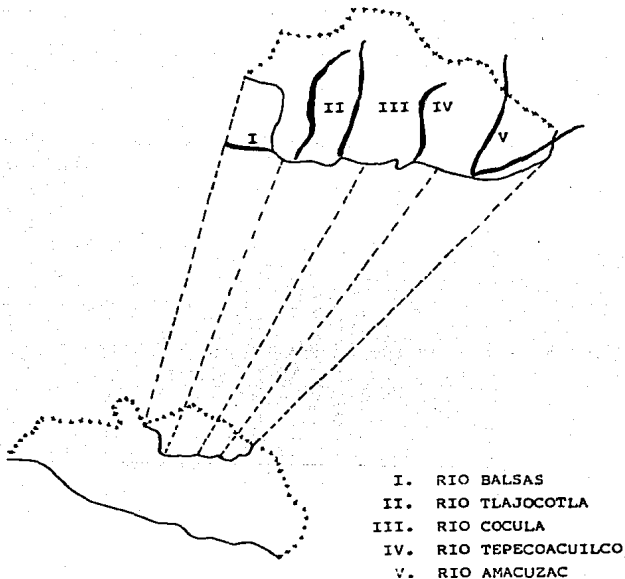 I II III IV V
I. RIO BALSAS
II. RIO TLAJOCOTLA
III. RIO COCULA
IV. RIO TEPECOACUILCO
V. RIO AMACUZAC